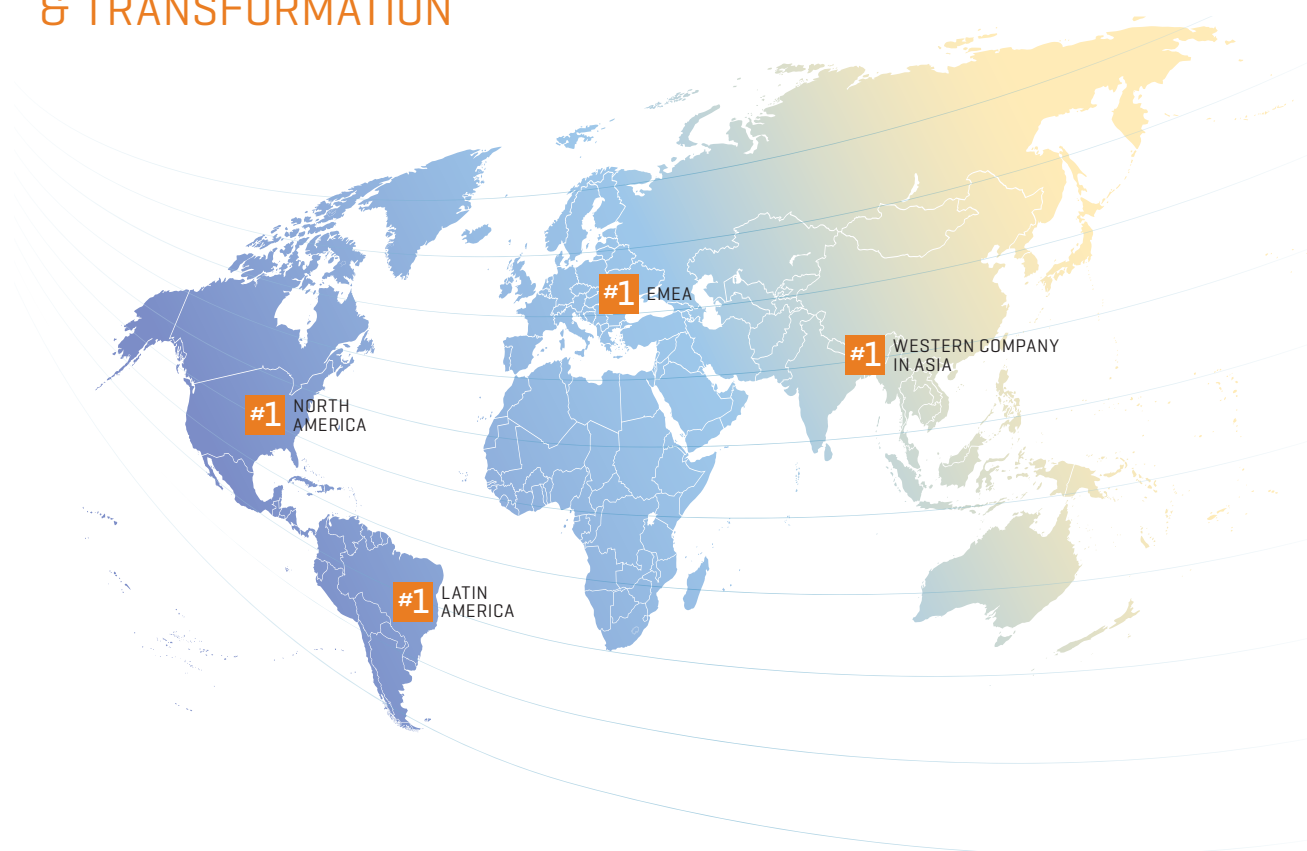 & TRANSFORMATION
#1 EMEA
#1 WESTERN COMPANY
IN ASIA
#1 NORTH
AMERICA
#1 LATIN
AMERICA